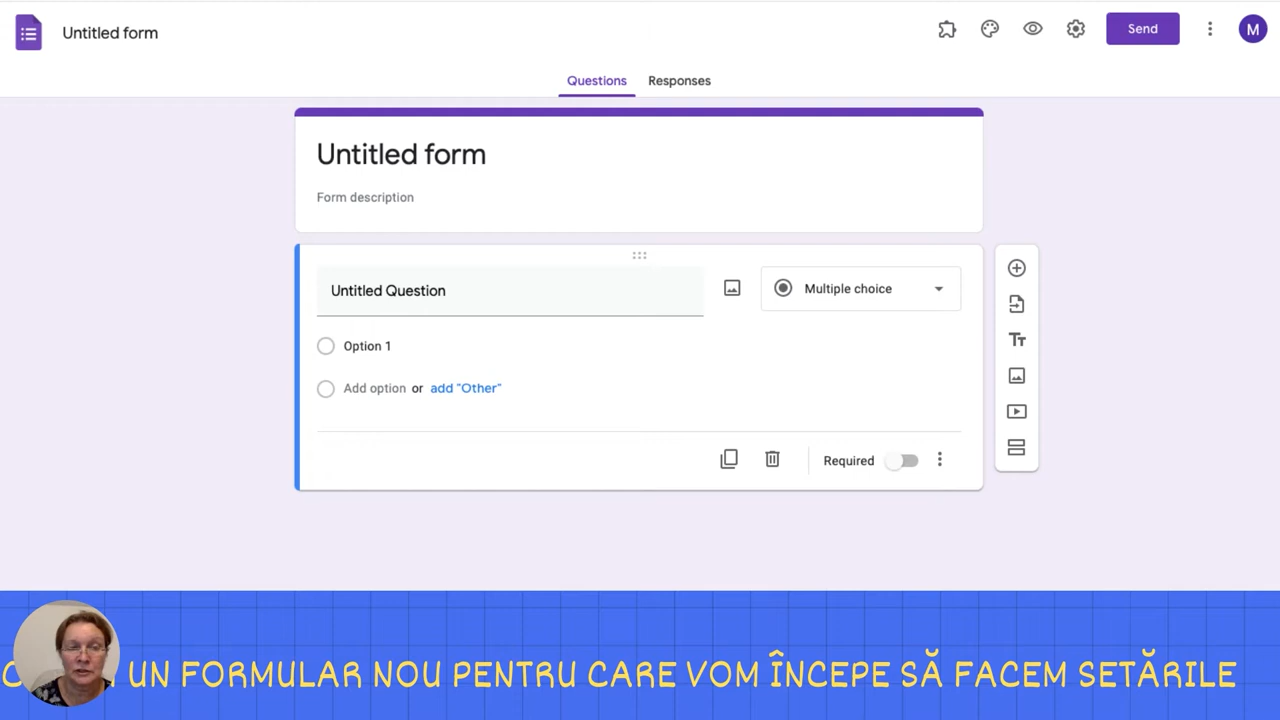 Untitled form
Send
M
Questions
Responses
Untitled form
Form description
Untitled Question
Multiple choice
Option 1
Add option or add "Other"
Required
UN FORMULAR NOU PENTRU CARE VOM ÎNCEPE SĂ FACEM SETĂRILE